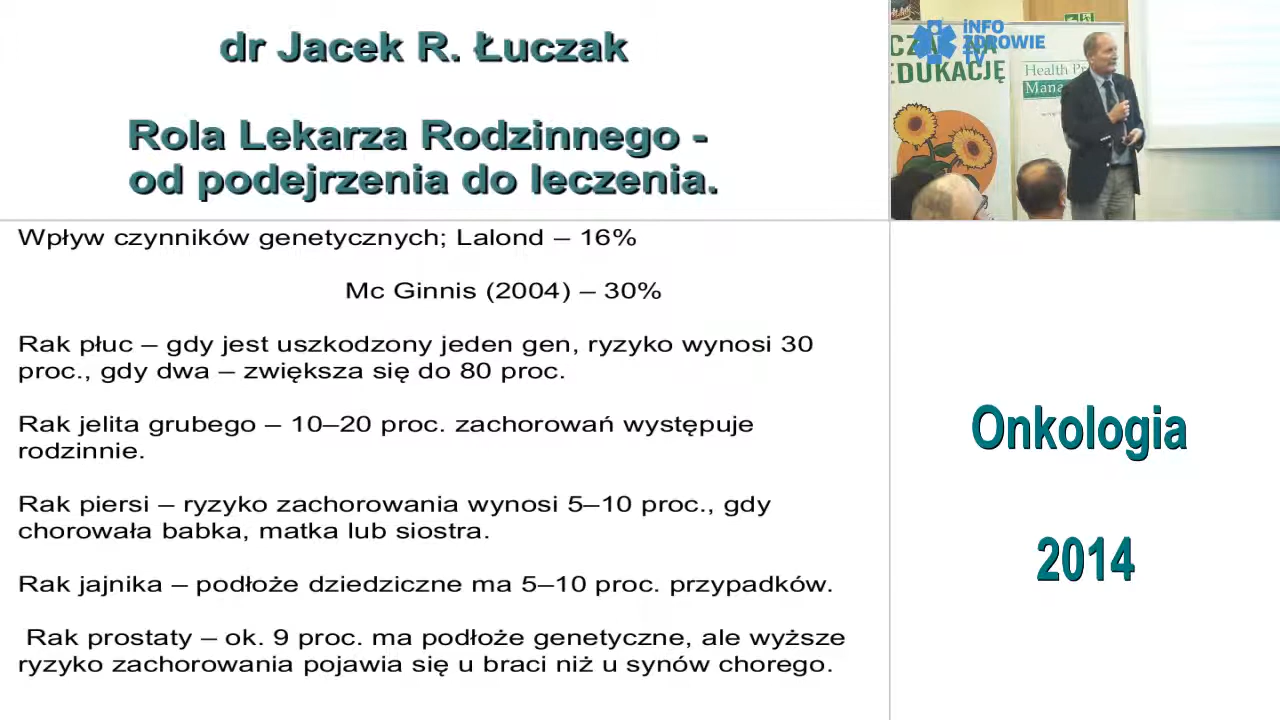 dr Jacek R. Łuczak
Rola Lekarza Rodzinnego -
od podejrzenia do leczenia.
Wpływ czynników genetycznych; Lalond – 16%
Mc Ginnis (2004) – 30%
Rak płuc – gdy jest uszkodzony jeden gen, ryzyko wynosi 30
proc., gdy dwa – zwiększa się do 80 proc.
Rak jelita grubego – 10–20 proc. zachorowań występuje
rodzinnie.
Rak piersi – ryzyko zachorowania wynosi 5–10 proc., gdy
chorowała babka, matka lub siostra.
Rak jajnika – podłoże dziedziczne ma 5–10 proc. przypadków.
Rak prostaty – ok. 9 proc. ma podłoże genetyczne, ale wyższe
ryzyko zachorowania pojawia się u braci niż u synów chorego.
iNFO
ZDROWIE
TV
EDUKACJĘ
Health
Onkologia
2014